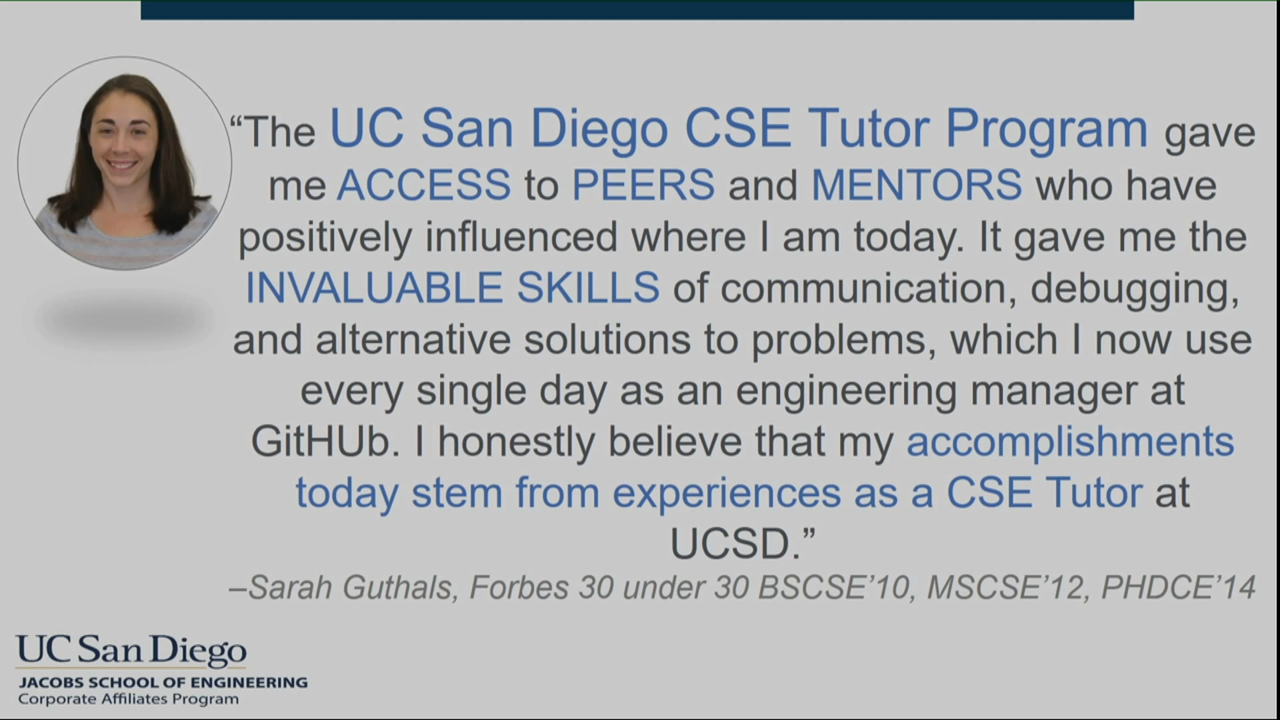 “The UC San Diego CSE Tutor Program gave
me ACCESS to PEERS and MENTORS who have
positively influenced where I am today. It gave me the
INVALUABLE SKILLS of communication, debugging,
and alternative solutions to problems, which I now use
every single day as an engineering manager at
GitHUb. I honestly believe that my accomplishments
today stem from experiences as a CSE Tutor at
UCSD.”
–Sarah Guthals, Forbes 30 under 30 BSCSE’10, MSCSE’12, PHDCE’14
UC San Diego
JACOBS SCHOOL OF ENGINEERING
Corporate Affiliates Program